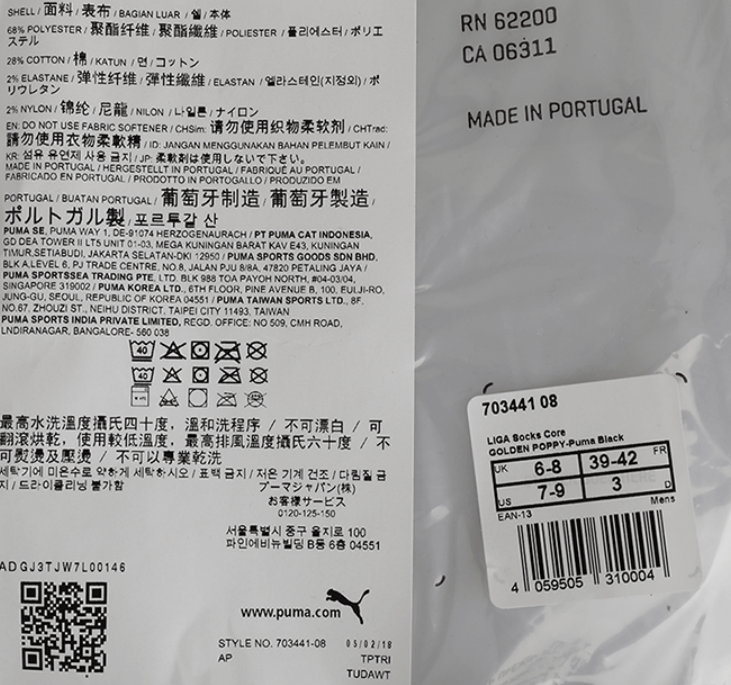 SHELL / 面料 / 表布 / BAGIAN LUAR / 쉘 / 本体
68% POLYESTER / 聚酯纤维 / 聚酯纖維 / POLIESTER / 폴리에스터 / ポリエ
ステル
28% COTTON / 棉 / KATUN / 면 / コットン
2% ELASTANE / 弹性纤维 / 彈性纖維 / ELASTAN / 엘라스테인(지정외) / ポ
リウレタン
2% NYLON / 锦纶 / 尼龍 / NILON / 나일론 / ナイロン
EN: DO NOT USE FABRIC SOFTENER / CHSim: 请勿使用织物柔软剂 / CHTrad:
請勿使用衣物柔軟精 / ID: JANGAN MENGGUNAKAN BAHAN PELEMBUT KAIN /
KR: 섬유 유연제 사용 금지 / JP: 柔軟剤は使用しないで下さい。
MADE IN PORTUGAL / HERGESTELLT IN PORTUGAL / FABRIQUÉ AU PORTUGAL /
FABRICADO EN PORTUGAL / PRODOTTO IN PORTOGALLO / PRODUZIDO EM
PORTUGAL / BUATAN PORTUGAL / 葡萄牙制造 / 葡萄牙製造 /
ポルトガル製 / 포르투갈 산
PUMA SE, PUMA WAY 1, DE-91074 HERZOGENAURACH / PT PUMA CAT INDONESIA,
GD DEA TOWER II LT5 UNIT 01-03, MEGA KUNINGAN BARAT KAV E43, KUNINGAN
TIMUR,SETIABUDI, JAKARTA SELATAN-DKI 12950 / PUMA SPORTS GOODS SDN BHD,
BLK A,LEVEL 6, PJ TRADE CENTRE, NO.8, JALAN PJU 8/8A, 47820 PETALING JAYA /
PUMA SPORTSSEA TRADING PTE. LTD. BLK 988 TOA PAYOH NORTH, #04-03/04,
SINGAPORE 319002 / PUMA KOREA LTD., 6TH FLOOR, PINE AVENUE B, 100, EULJI-RO,
JUNG-GU, SEOUL, REPUBLIC OF KOREA 04551 / PUMA TAIWAN SPORTS LTD., 8F,
NO.67, ZHOUZI ST., NEIHU DISTRICT, TAIPEI CITY 11493, TAIWAN
PUMA SPORTS INDIA PRIVATE LIMITED, REGD. OFFICE: NO 509, CMH ROAD,
LNDIRANAGAR, BANGALORE- 560 038
40
40
最高水洗溫度攝氏四十度，溫和洗程序 / 不可漂白 / 可
翻滾烘乾，使用較低溫度，最高排風溫度攝氏六十度 / 不
可熨燙及壓燙 / 不可以專業乾洗
세탁기에 미온수로 약하게 세탁하시오 / 표백 금지 / 저온 기계 건조 / 다림질 금
지 / 드라이클리닝 불가함
プーマジャパン(株)
お客様サービス
0120-125-150
서울특별시 중구 을지로 100
파인에비뉴빌딩 B동 6층 04551
ADGJ3TJW7L00146
www.puma.com
STYLE NO. 703441-08 05/02/18
AP TPTRI
TUDAWT
RN 62200
CA 06311
MADE IN PORTUGAL
703441 08
LIGA Socks Core
GOLDEN POPPY-Puma Black
UK 6-8 39-42 FR
US 7-9 3 D
EAN-13 Mens
4 059505 310004